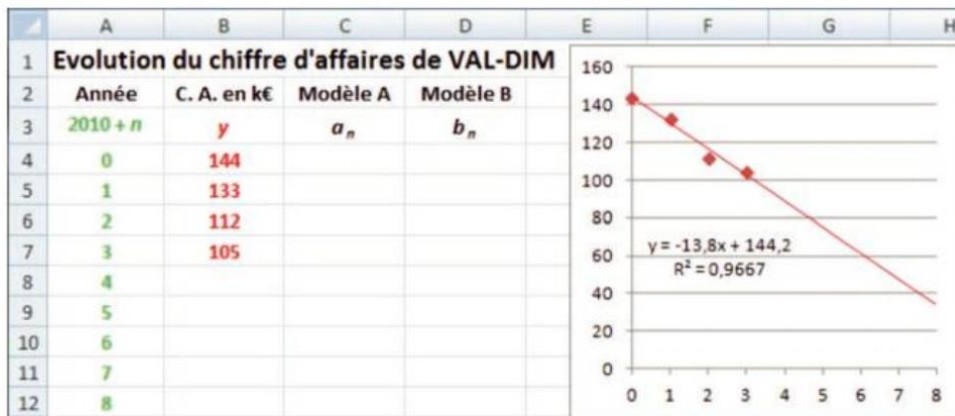 A B C D E F G H
1 Evolution du chiffre d'affaires de VAL-DIM
2 Année C. A. en k€ Modèle A Modèle B
3 2010 + n y a n b n
4 0 144
5 1 133
6 2 112
7 3 105
8 4
9 5
10 6
11 7
12 8
160
140
120
100
80
60
40
20
0
y = -13,8x + 144,2
R² = 0,9667
0 1 2 3 4 5 6 7 8